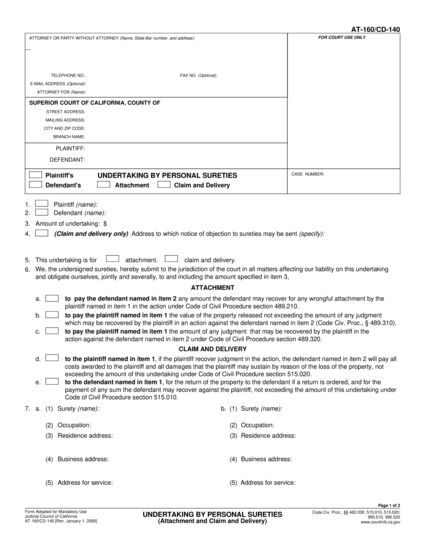 AT-160/CD-140
ATTORNEY OR PARTY WITHOUT ATTORNEY (Name, State Bar number, and address):
FOR COURT USE ONLY
TELEPHONE NO.:
FAX NO. (Optional):
E-MAIL ADDRESS (Optional):
ATTORNEY FOR (Name):
SUPERIOR COURT OF CALIFORNIA, COUNTY OF
STREET ADDRESS:
MAILING ADDRESS:
CITY AND ZIP CODE:
BRANCH NAME:
PLAINTIFF:
DEFENDANT:
Plaintiff's UNDERTAKING BY PERSONAL SURETIES
Defendant's Attachment Claim and Delivery
CASE NUMBER:
1. Plaintiff (name):
2. Defendant (name):
3. Amount of undertaking: $
4. (Claim and delivery only) Address to which notice of objection to sureties may be sent (specify):
5. This undertaking is for attachment. claim and delivery.
6. We, the undersigned sureties, hereby submit to the jurisdiction of the court in all matters affecting our liability on this undertaking
and obligate ourselves, jointly and severally, to and including the amount specified in item 3,
ATTACHMENT
a. to pay the defendant named in item 2 any amount the defendant may recover for any wrongful attachment by the
plaintiff named in item 1 in the action under Code of Civil Procedure section 489.210.
b. to pay the plaintiff named in item 1 the value of the property released not exceeding the amount of any judgment
which may be recovered by the plaintiff in an action against the defendant named in item 2 (Code Civ. Proc., § 489.310).
c. to pay the plaintiff named in item 1 the amount of any judgment that may be recovered by the plaintiff in the
action against the defendant named in item 2 under Code of Civil Procedure section 489.320.
CLAIM AND DELIVERY
d. to the plaintiff named in item 1, if the plaintiff recover judgment in the action, the defendant named in item 2 will pay all
costs awarded to the plaintiff and all damages that the plaintiff may sustain by reason of the loss of the property, not
exceeding the amount of this undertaking under Code of Civil Procedure section 515.020.
e. to the defendant named in item 1, for the return of the property to the defendant if a return is ordered, and for the
payment of any sum the defendant may recover against the plaintiff, not exceeding the amount of this undertaking under
Code of Civil Procedure section 515.010.
7. a. (1) Surety (name): b. (1) Surety (name):
(2) Occupation: (2) Occupation:
(3) Residence address: (3) Residence address:
(4) Business address: (4) Business address:
(5) Address for service: (5) Address for service:
Page 1 of 2
Form Adopted for Mandatory Use
Judicial Council of California
AT-160/CD-140 [Rev. January 1, 2006]
UNDERTAKING BY PERSONAL SURETIES
(Attachment and Claim and Delivery)
Code Civ. Proc., §§ 482.030, 515.010, 515.020,
995.510, 995.520
www.courtinfo.ca.gov